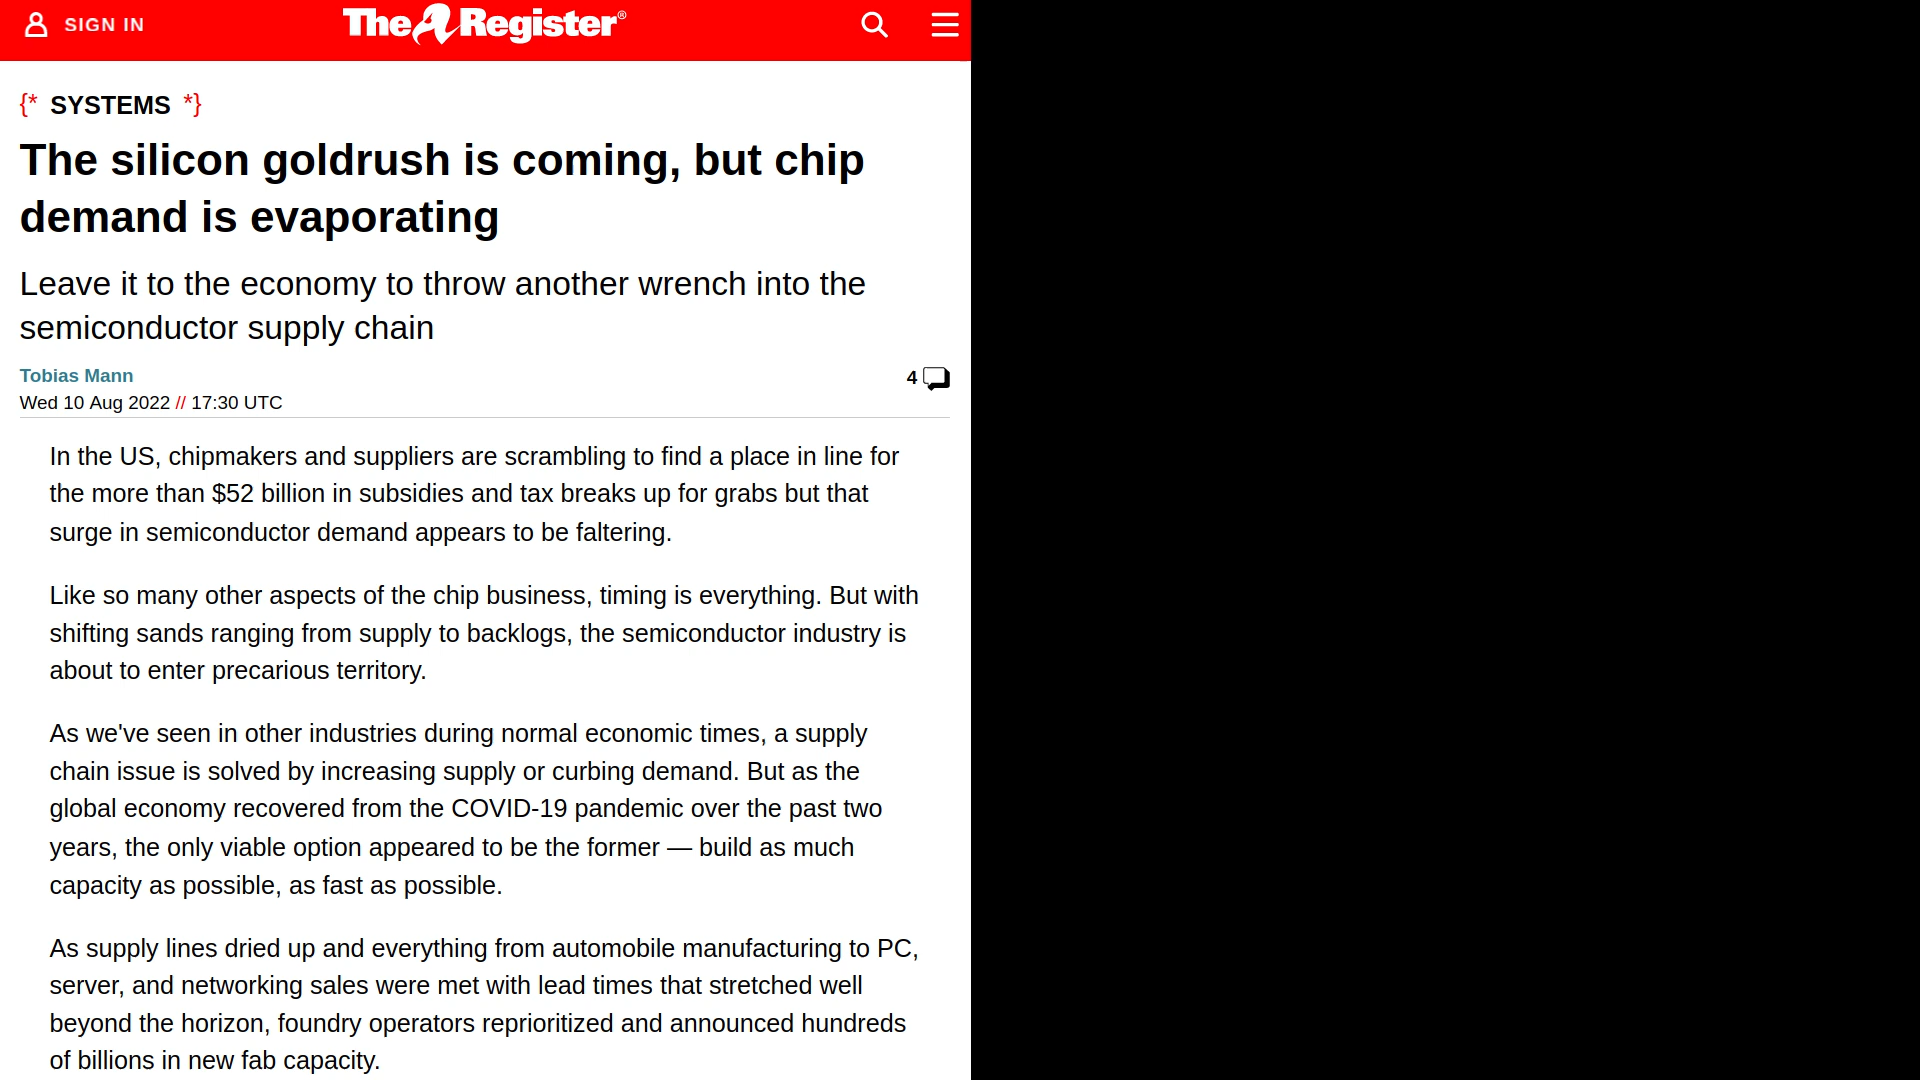 SIGN IN
The Register®
{* SYSTEMS *}
The silicon goldrush is coming, but chip
demand is evaporating
Leave it to the economy to throw another wrench into the
semiconductor supply chain
Tobias Mann
4
Wed 10 Aug 2022 // 17:30 UTC
In the US, chipmakers and suppliers are scrambling to find a place in line for
the more than $52 billion in subsidies and tax breaks up for grabs but that
surge in semiconductor demand appears to be faltering.
Like so many other aspects of the chip business, timing is everything. But with
shifting sands ranging from supply to backlogs, the semiconductor industry is
about to enter precarious territory.
As we've seen in other industries during normal economic times, a supply
chain issue is solved by increasing supply or curbing demand. But as the
global economy recovered from the COVID-19 pandemic over the past two
years, the only viable option appeared to be the former — build as much
capacity as possible, as fast as possible.
As supply lines dried up and everything from automobile manufacturing to PC,
server, and networking sales were met with lead times that stretched well
beyond the horizon, foundry operators reprioritized and announced hundreds
of billions in new fab capacity.